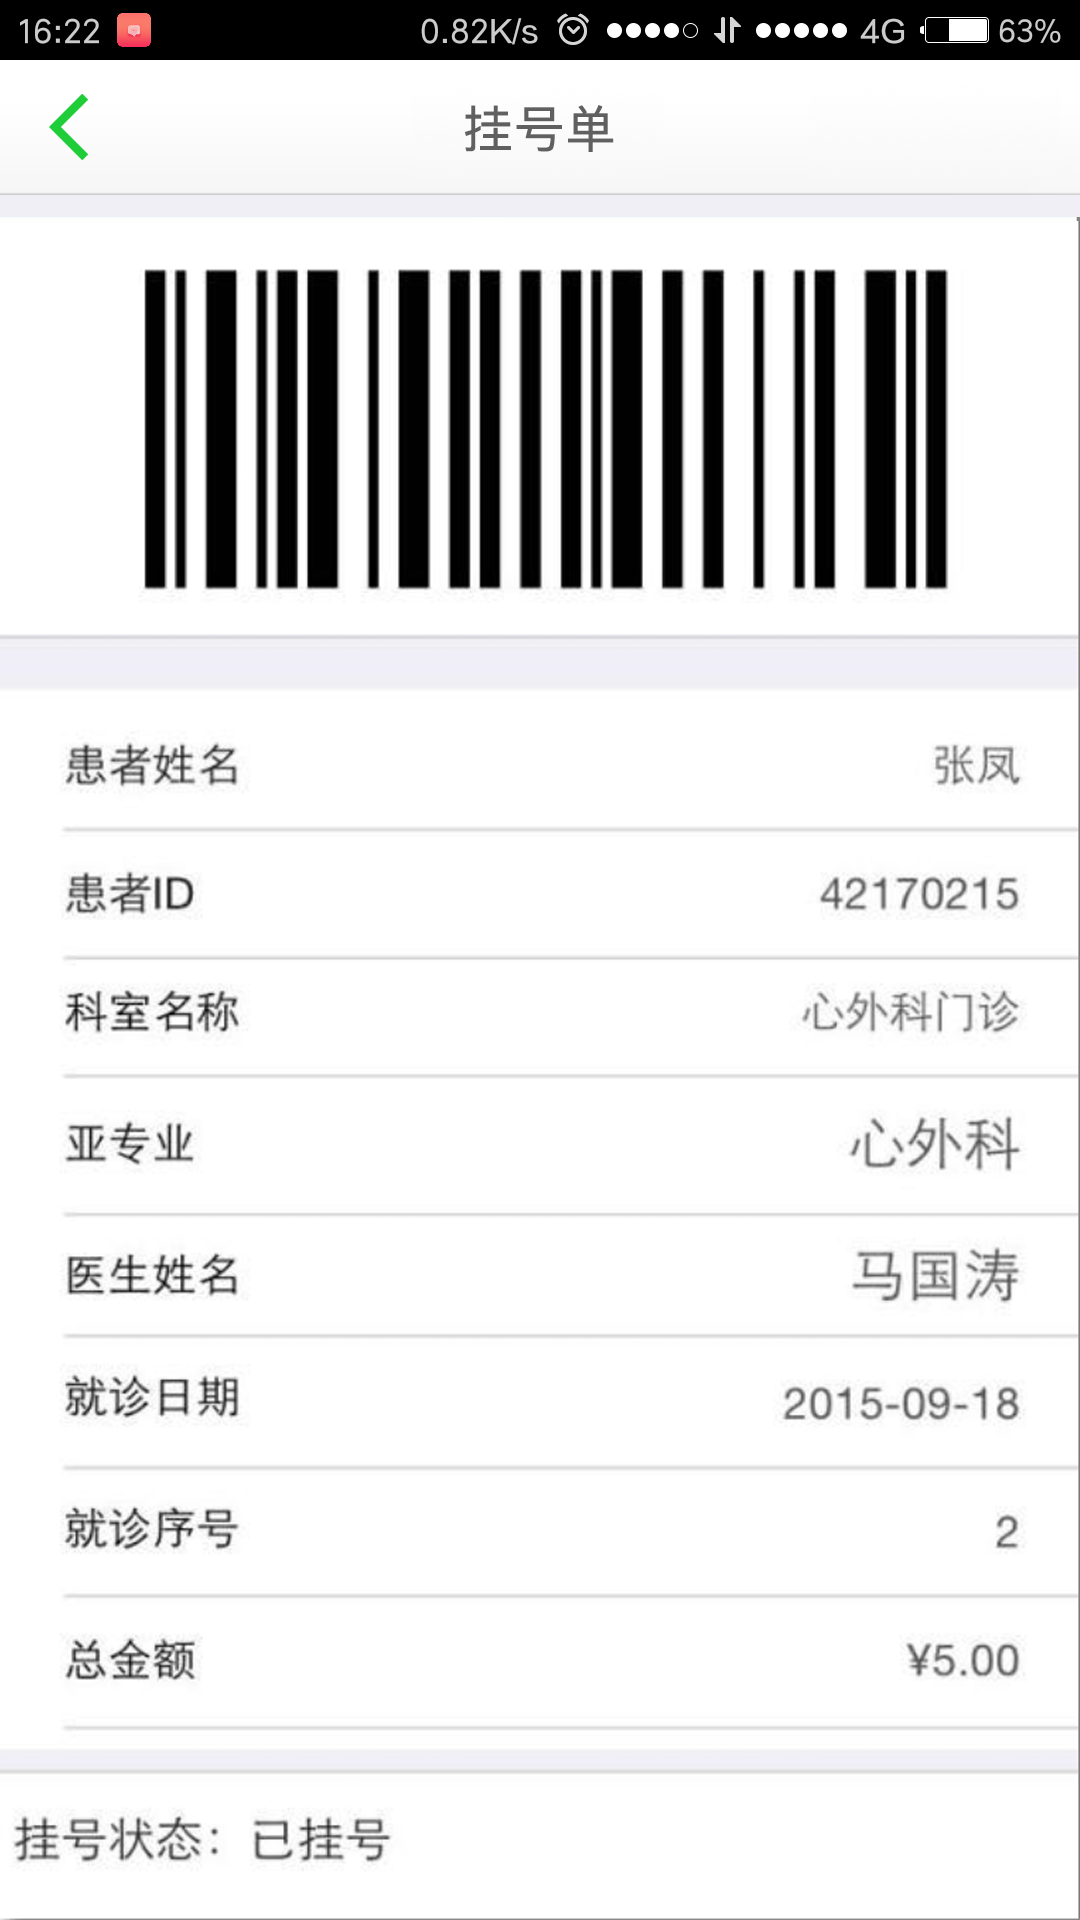 16:22 0.82K/s 4G 63%
挂号单
患者姓名 张凤
患者ID 42170215
科室名称 心外科门诊
亚专业 心外科
医生姓名 马国涛
就诊日期 2015-09-18
就诊序号 2
总金额 ¥5.00
挂号状态：已挂号